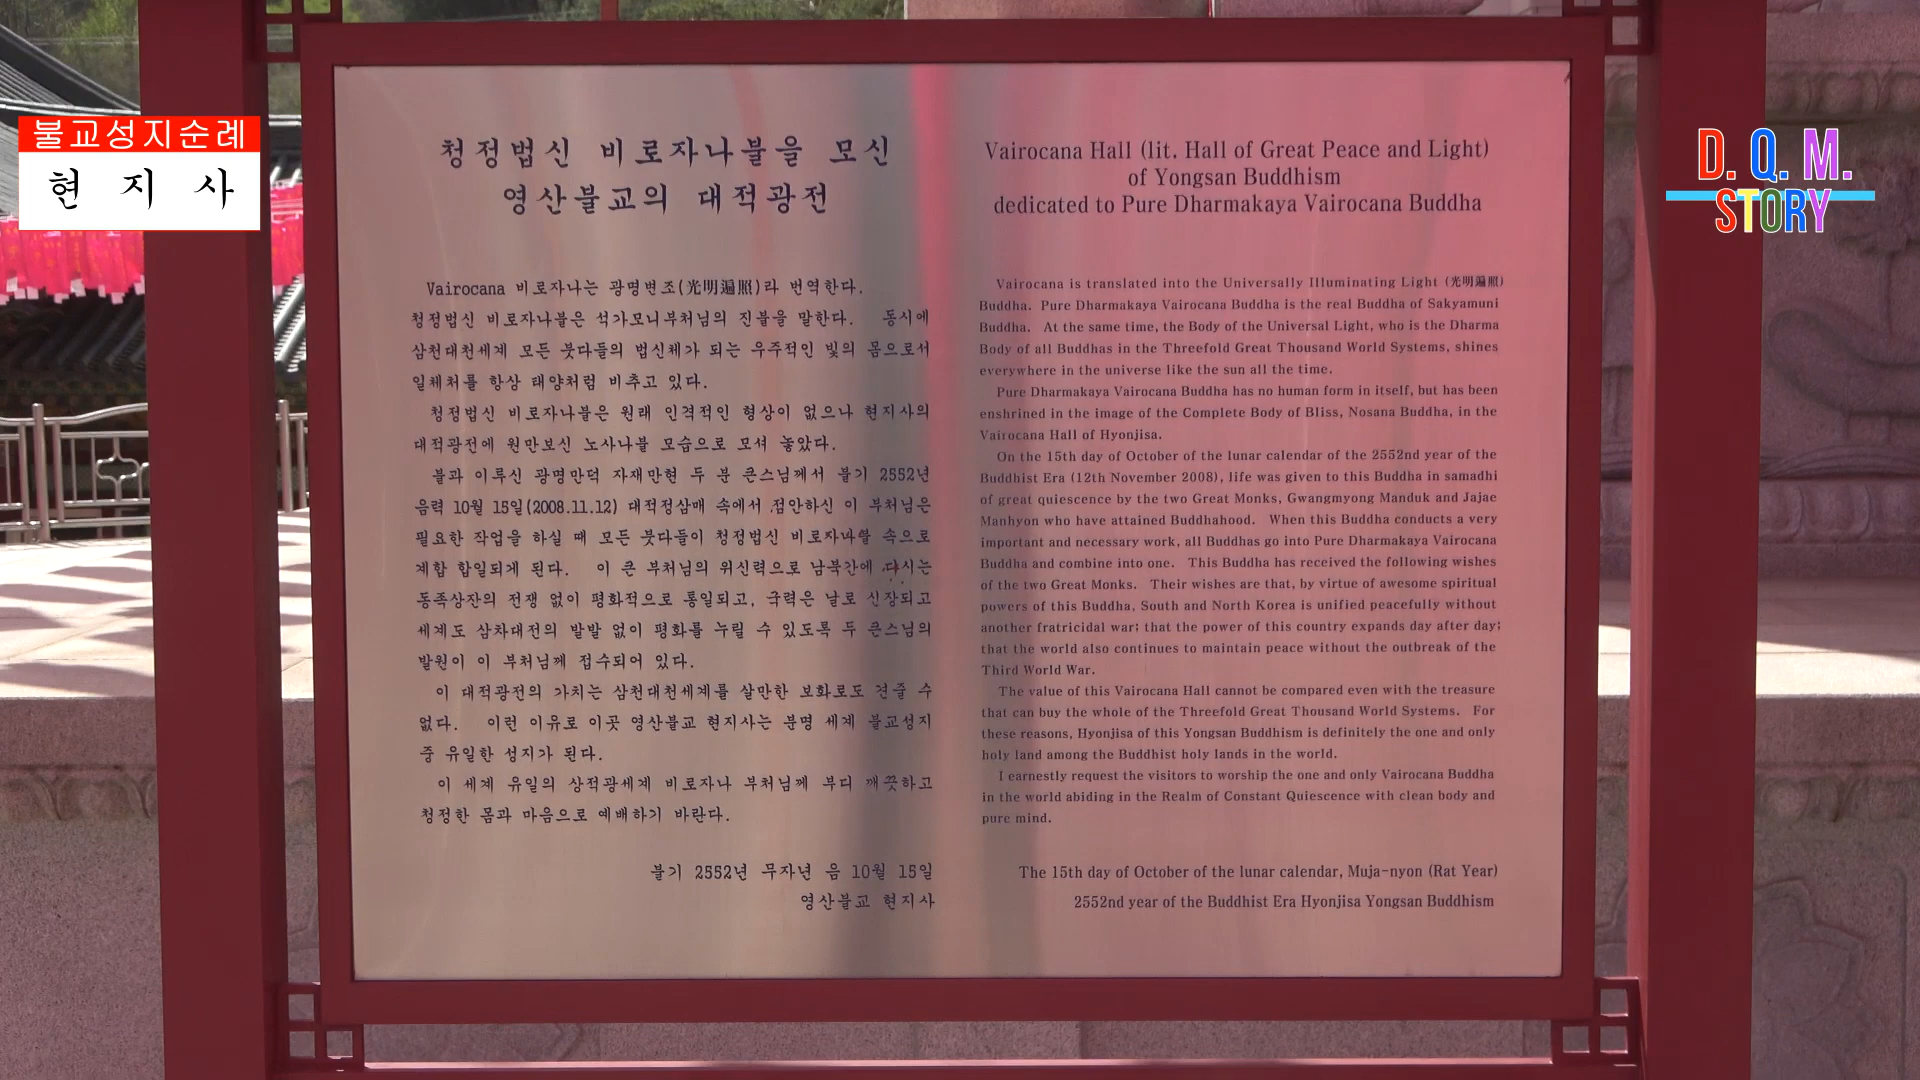 불교성지순례
현 지 사
D. Q. M.
STORY
청정법신 비로자나불을 모신
영산불교의 대적광전
Vairocana 비로자나는 광명변조(光明遍照)라 번역한다.
청정법신 비로자나불은 석가모니부처님의 진불을 말한다. 동시에
삼천대천세계 모든 붓다들의 법신체가 되는 우주적인 빛의 몸으로서
일체처를 항상 태양처럼 비추고 있다.
청정법신 비로자나불은 원래 인격적인 형상이 없으나 현지사의
대적광전에 원만보신 노사나불 모습으로 모셔 놓았다.
불과 이루신 광명만덕 자재만현 두 분 큰스님께서 불기 2552년
음력 10월 15일(2008.11.12) 대적정삼매 속에서 점안하신 이 부처님은
필요한 작업을 하실 때 모든 붓다들이 청정법신 비로자나불 속으로
계합 합일되게 된다. 이 큰 부처님의 위신력으로 남북간에 다시는
동족상잔의 전쟁 없이 평화적으로 통일되고, 국력은 날로 신장되고
세계도 삼차대전의 발발 없이 평화를 누릴 수 있도록 두 큰스님의
발원이 이 부처님께 접수되어 있다.
이 대적광전의 가치는 삼천대천세계를 살만한 보화로도 견줄 수
없다. 이런 이유로 이곳 영산불교 현지사는 분명 세계 불교성지
중 유일한 성지가 된다.
이 세계 유일의 상적광세계 비로자나 부처님께 부디 깨끗하고
청정한 몸과 마음으로 예배하기 바란다.
불기 2552년 무자년 음 10월 15일
영산불교 현지사
Vairocana Hall (lit. Hall of Great Peace and Light)
of Yongsan Buddhism
dedicated to Pure Dharmakaya Vairocana Buddha
Vairocana is translated into the Universally Illuminating Light (光明遍照)
Buddha. Pure Dharmakaya Vairocana Buddha is the real Buddha of Sakyamuni
Buddha. At the same time, the Body of the Universal Light, who is the Dharma
Body of all Buddhas in the Threefold Great Thousand World Systems, shines
everywhere in the universe like the sun all the time.
Pure Dharmakaya Vairocana Buddha has no human form in itself, but has been
enshrined in the image of the Complete Body of Bliss, Nosana Buddha, in the
Vairocana Hall of Hyonjisa.
On the 15th day of October of the lunar calendar of the 2552nd year of the
Buddhist Era (12th November 2008), life was given to this Buddha in samadhi
of great quiescence by the two Great Monks, Gwangmyong Manduk and Jajae
Manhyon who have attained Buddhahood. When this Buddha conducts a very
important and necessary work, all Buddhas go into Pure Dharmakaya Vairocana
Buddha and combine into one. This Buddha has received the following wishes
of the two Great Monks. Their wishes are that, by virtue of awesome spiritual
powers of this Buddha, South and North Korea is unified peacefully without
another fratricidal war; that the power of this country expands day after day;
that the world also continues to maintain peace without the outbreak of the
Third World War.
The value of this Vairocana Hall cannot be compared even with the treasure
that can buy the whole of the Threefold Great Thousand World Systems. For
these reasons, Hyonjisa of this Yongsan Buddhism is definitely the one and only
holy land among the Buddhist holy lands in the world.
I earnestly request the visitors to worship the one and only Vairocana Buddha
in the world abiding in the Realm of Constant Quiescence with clean body and
pure mind.
The 15th day of October of the lunar calendar, Muja-nyon (Rat Year)
2552nd year of the Buddhist Era Hyonjisa Yongsan Buddhism